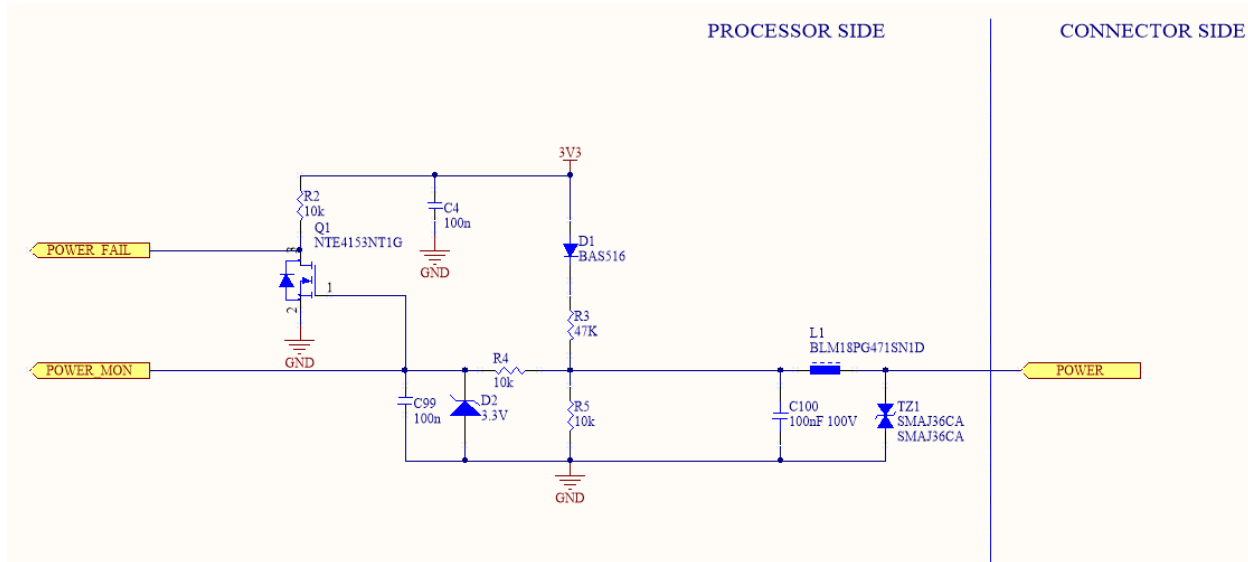 PROCESSOR SIDE
CONNECTOR SIDE
3V3
R2
10k
C4
100n
Q1
NTE4153NT1G
POWER_FAIL
3
D1
BAS516
GND
1
2
R3
47K
L1
BLM18PG471SN1D
GND
R4
10k
POWER_MON
POWER
C99
100n
D2
3.3V
R5
10k
C100
100nF 100V
TZ1
SMAJ36CA
SMAJ36CA
GND